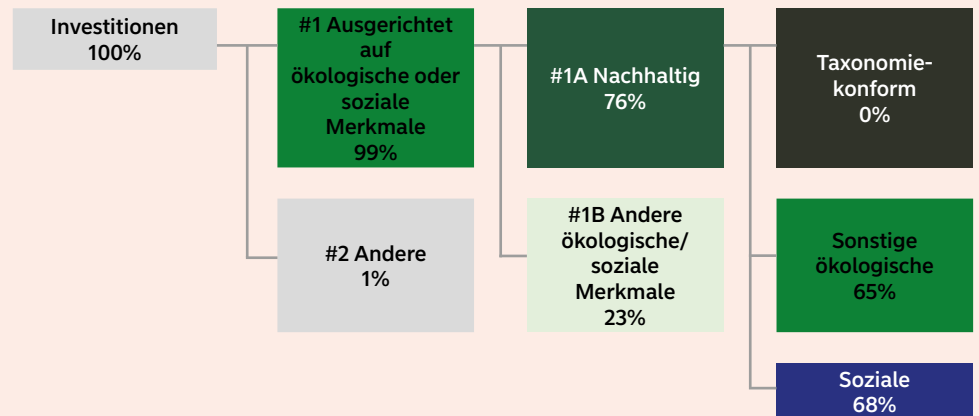 Investitionen
100%
#1 Ausgerichtet
auf
ökologische oder
soziale
Merkmale
99%
#2 Andere
1%
#1A Nachhaltig
76%
#1B Andere
ökologische/
soziale
Merkmale
23%
Taxonomie-
konform
0%
Sonstige
ökologische
65%
Soziale
68%